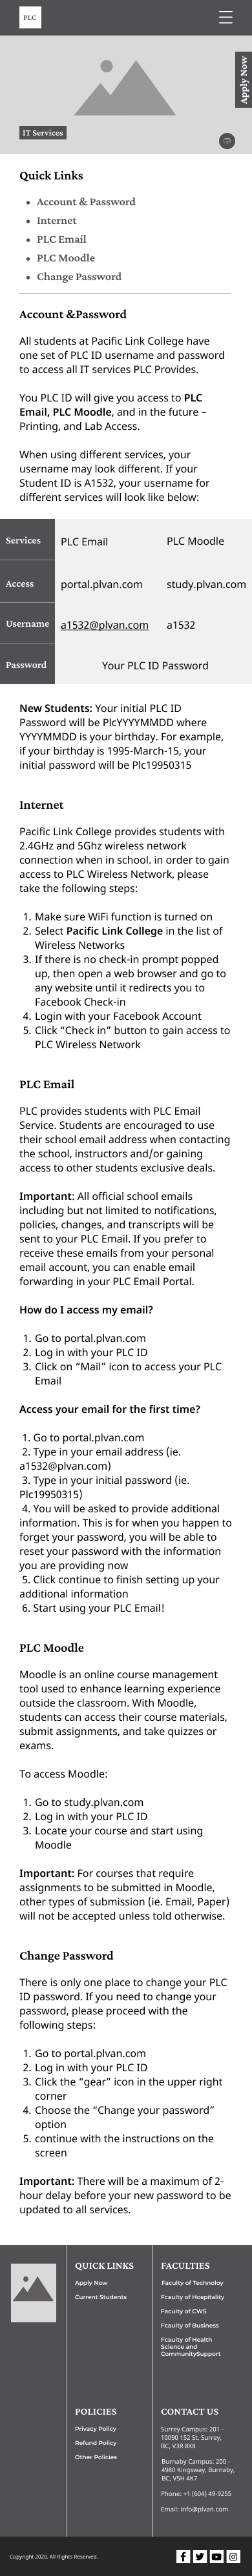 PLC
Apply Now
IT Services
Quick Links
• Account & Password
• Internet
• PLC Email
• PLC Moodle
• Change Password
Account &Password
All students at Pacific Link College have
one set of PLC ID username and password
to access all IT services PLC Provides.
You PLC ID will give you access to PLC
Email, PLC Moodle, and in the future –
Printing, and Lab Access.
When using different services, your
username may look different. If your
Student ID is A1532, your username for
different services will look like below:
Services PLC Email PLC Moodle
Access portal.plvan.com study.plvan.com
Username a1532@plvan.com a1532
Password Your PLC ID Password
New Students: Your initial PLC ID
Password will be PlcYYYYMMDD where
YYYYMMDD is your birthday. For example,
if your birthday is 1995-March-15, your
initial password will be Plc19950315
Internet
Pacific Link College provides students with
2.4GHz and 5Ghz wireless network
connection when in school. in order to gain
access to PLC Wireless Network, please
take the following steps:
1. Make sure WiFi function is turned on
2. Select Pacific Link College in the list of
Wireless Networks
3. If there is no check-in prompt popped
up, then open a web browser and go to
any website until it redirects you to
Facebook Check-in
4. Login with your Facebook Account
5. Click “Check in” button to gain access to
PLC Wireless Network
PLC Email
PLC provides students with PLC Email
Service. Students are encouraged to use
their school email address when contacting
the school, instructors and/or gaining
access to other students exclusive deals.
Important: All official school emails
including but not limited to notifications,
policies, changes, and transcripts will be
sent to your PLC Email. If you prefer to
receive these emails from your personal
email account, you can enable email
forwarding in your PLC Email Portal.
How do I access my email?
1. Go to portal.plvan.com
2. Log in with your PLC ID
3. Click on “Mail” icon to access your PLC
Email
Access your email for the first time?
1. Go to portal.plvan.com
2. Type in your email address (ie.
a1532@plvan.com)
3. Type in your initial password (ie.
Plc19950315)
4. You will be asked to provide additional
information. This is for when you happen to
forget your password, you will be able to
reset your password with the information
you are providing now
5. Click continue to finish setting up your
additional information
6. Start using your PLC Email!
PLC Moodle
Moodle is an online course management
tool used to enhance learning experience
outside the classroom. With Moodle,
students can access their course materials,
submit assignments, and take quizzes or
exams.
To access Moodle:
1. Go to study.plvan.com
2. Log in with your PLC ID
3. Locate your course and start using
Moodle
Important: For courses that require
assignments to be submitted in Moodle,
other types of submission (ie. Email, Paper)
will not be accepted unless told otherwise.
Change Password
There is only one place to change your PLC
ID password. If you need to change your
password, please proceed with the
following steps:
1. Go to portal.plvan.com
2. Log in with your PLC ID
3. Click the “gear” icon in the upper right
corner
4. Choose the “Change your password”
option
5. continue with the instructions on the
screen
Important: There will be a maximum of 2-
hour delay before your new password to be
updated to all services.
QUICK LINKS
Apply Now
Current Students
FACULTIES
Faculty of Technoloy
Fcaulty of Hospitality
Faculty of CWS
Fcaulty of Business
Fcaulty of Health
Science and
CommunitySupport
POLICIES
Privacy Policy
Refund Policy
Other Policies
CONTACT US
Surrey Campus: 201 -
10090 152 St. Surrey,
BC, V3R 8X8
Burnaby Campus: 200 -
4980 Kingsway, Burnaby,
BC, V5H 4K7
Phone: +1 (604) 49-9255
Email: info@plvan.com
Copyright 2020. All Rights Reserved.